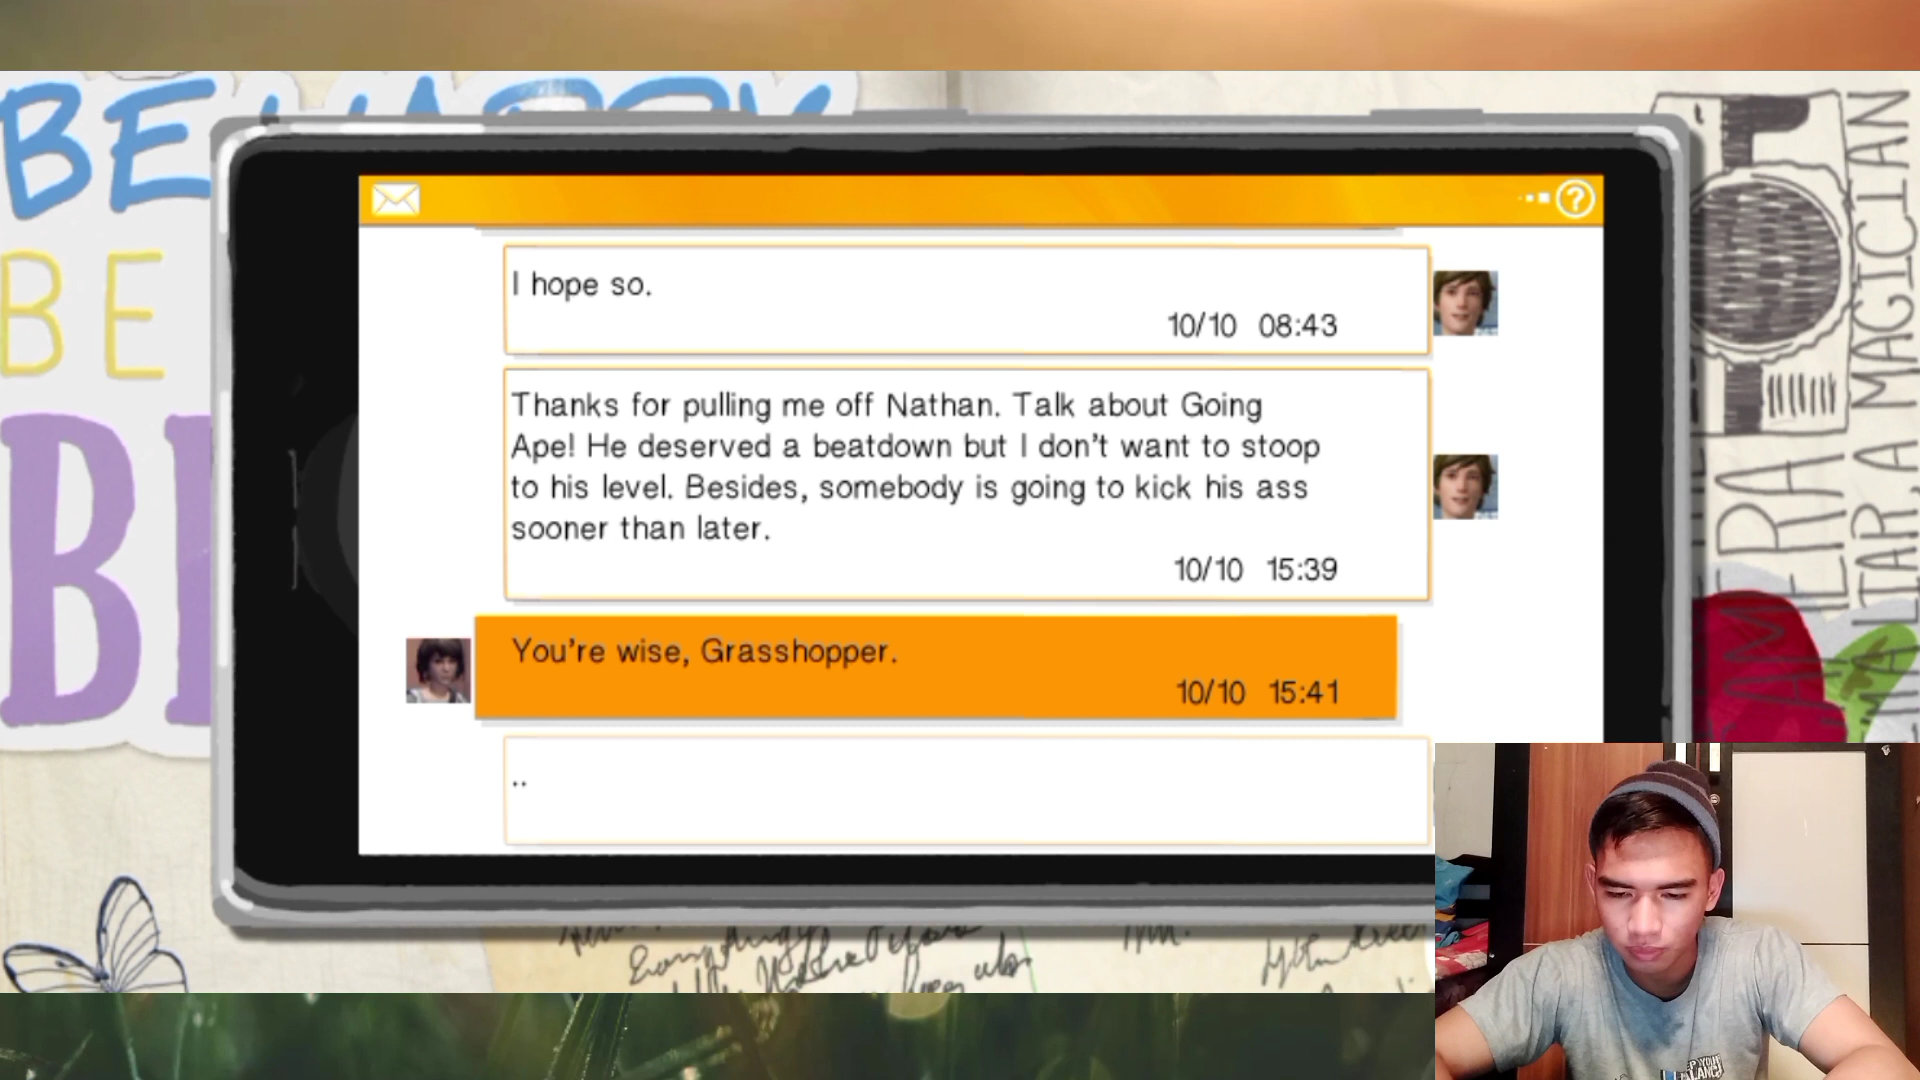 BE HAPPY
BE
I hope so.
10/10 08:43
Thanks for pulling me off Nathan. Talk about Going
Ape! He deserved a beatdown but I don't want to stoop
to his level. Besides, somebody is going to kick his ass
sooner than later.
10/10 15:39
You're wise, Grasshopper.
10/10 15:41
..
A MAGICIAN